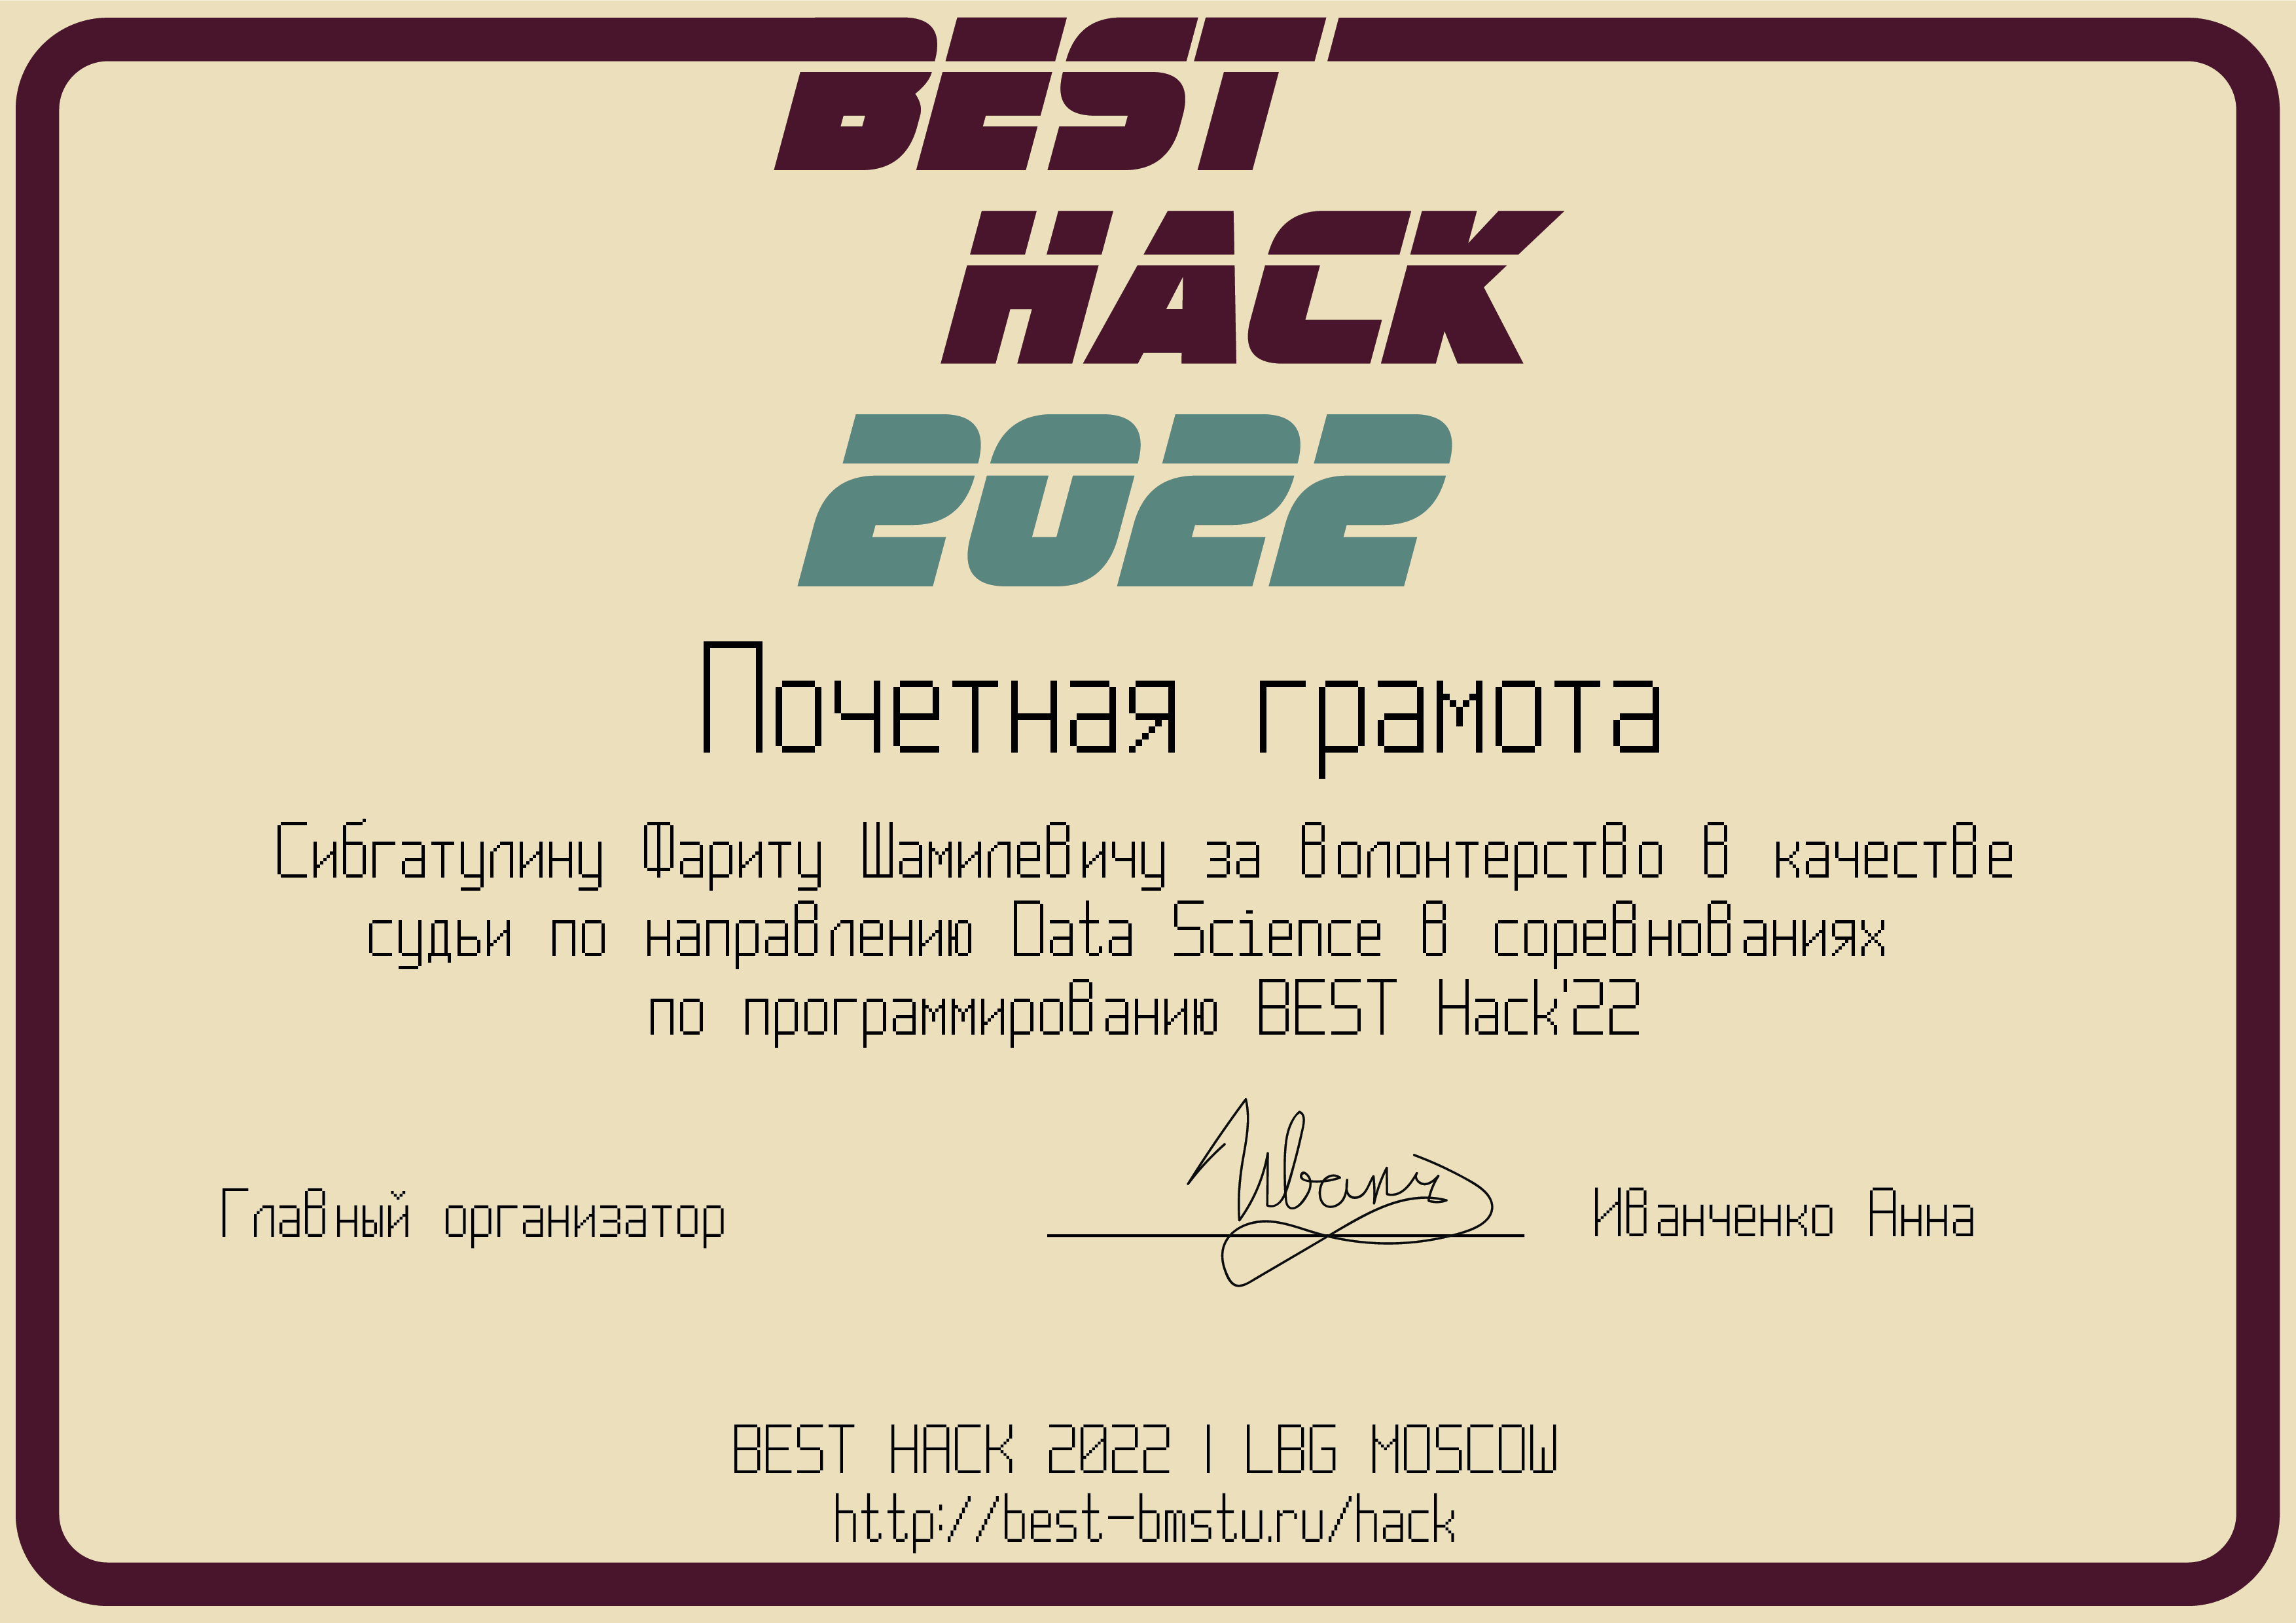 BEST
HACK
2022
Почетная грамота
Сибгатулину Фариту Шамилевичу за волонтерство в качестве
судьи по направлению Data Science в соревнованиях
по программированию BEST Hack'22
Иванч
Главный организатор Иванченко Анна
BEST HACK 2022 | LBG MOSCOW
http://best-bmstu.ru/hack